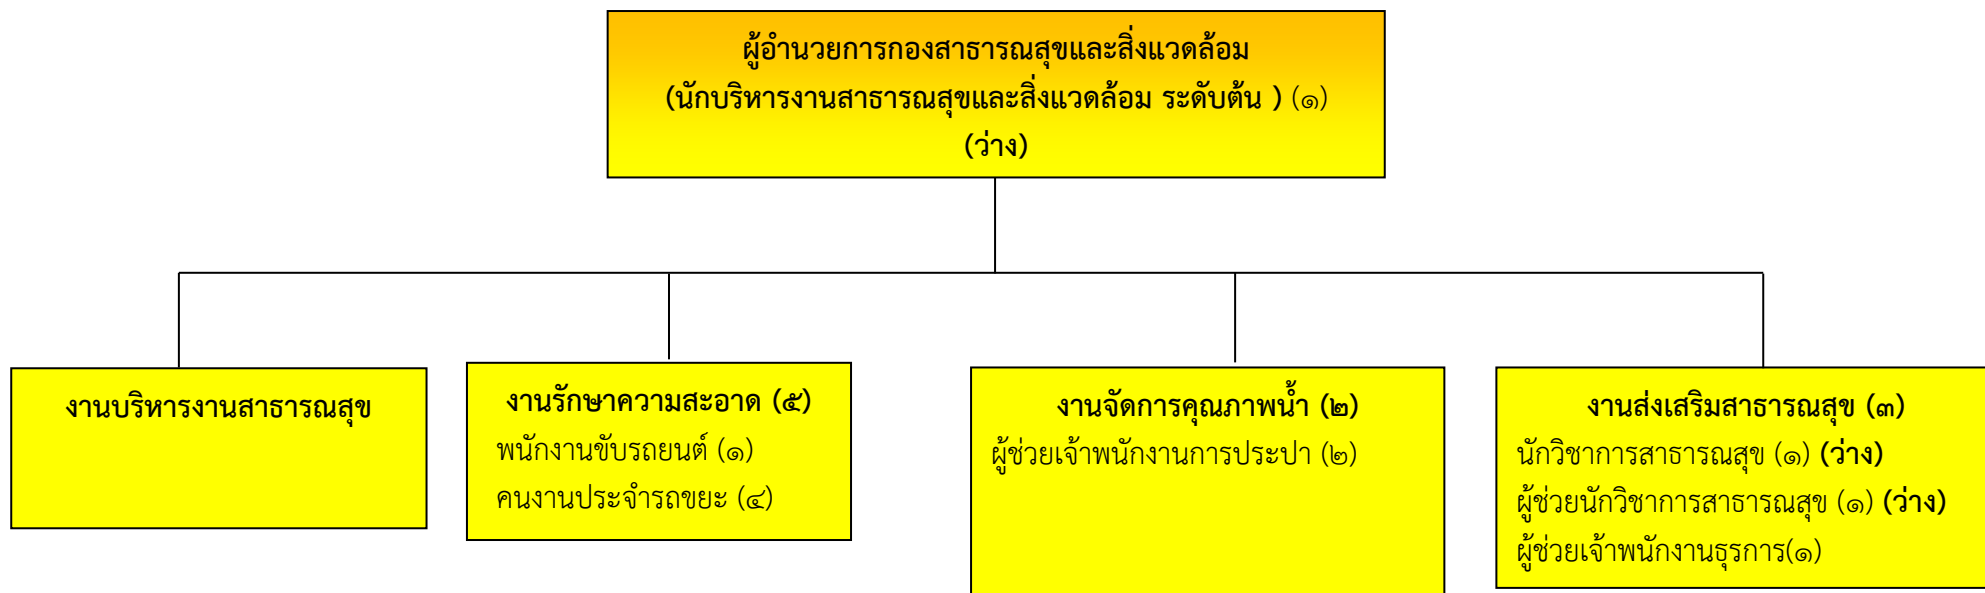 ผู้อำนวยการกองสาธารณสุขและสิ่งแวดล้อม
(นักบริหารงานสาธารณสุขและสิ่งแวดล้อม ระดับต้น ) (๑)
(ว่าง)
งานบริหารงานสาธารณสุข
งานรักษาความสะอาด (๕)
พนักงานขับรถยนต์ (๑)
คนงานประจำรถขยะ (๔)
งานจัดการคุณภาพน้ำ (๒)
ผู้ช่วยเจ้าพนักงานการประปา (๒)
งานส่งเสริมสาธารณสุข (๓)
นักวิชาการสาธารณสุข (๑) (ว่าง)
ผู้ช่วยนักวิชาการสาธารณสุข (๑) (ว่าง)
ผู้ช่วยเจ้าพนักงานธุรการ(๑)